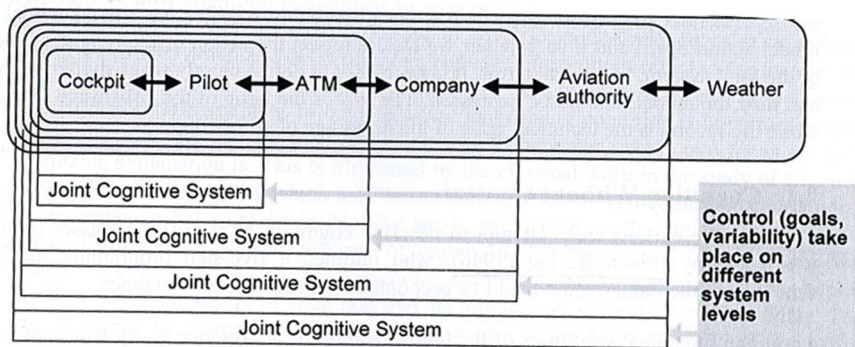 Cockpit Pilot ATM Company Aviation authority Weather
Joint Cognitive System
Joint Cognitive System
Joint Cognitive System
Joint Cognitive System
Control (goals,
variability) take
place on
different
system
levels